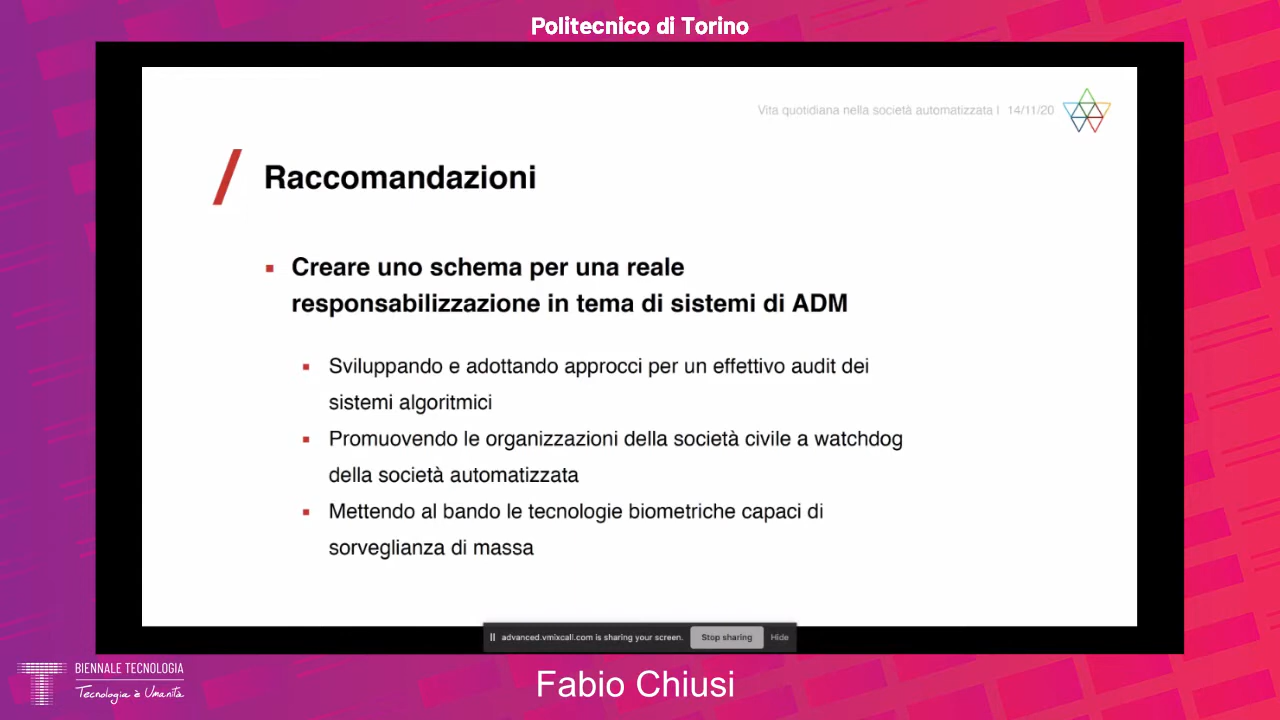 Politecnico di Torino
Vita quotidiana nella società automatizzata | 14/11/20
Raccomandazioni
Creare uno schema per una reale
responsabilizzazione in tema di sistemi di ADM
Sviluppando e adottando approcci per un effettivo audit dei
sistemi algoritmici
Promuovendo le organizzazioni della società civile a watchdog
della società automatizzata
Mettendo al bando le tecnologie biometriche capaci di
sorveglianza di massa
advanced.vmixcall.com is sharing your screen. Stop sharing Hide
BIENNALE TECNOLOGIA
Tecnologia è Umanità
Fabio Chiusi